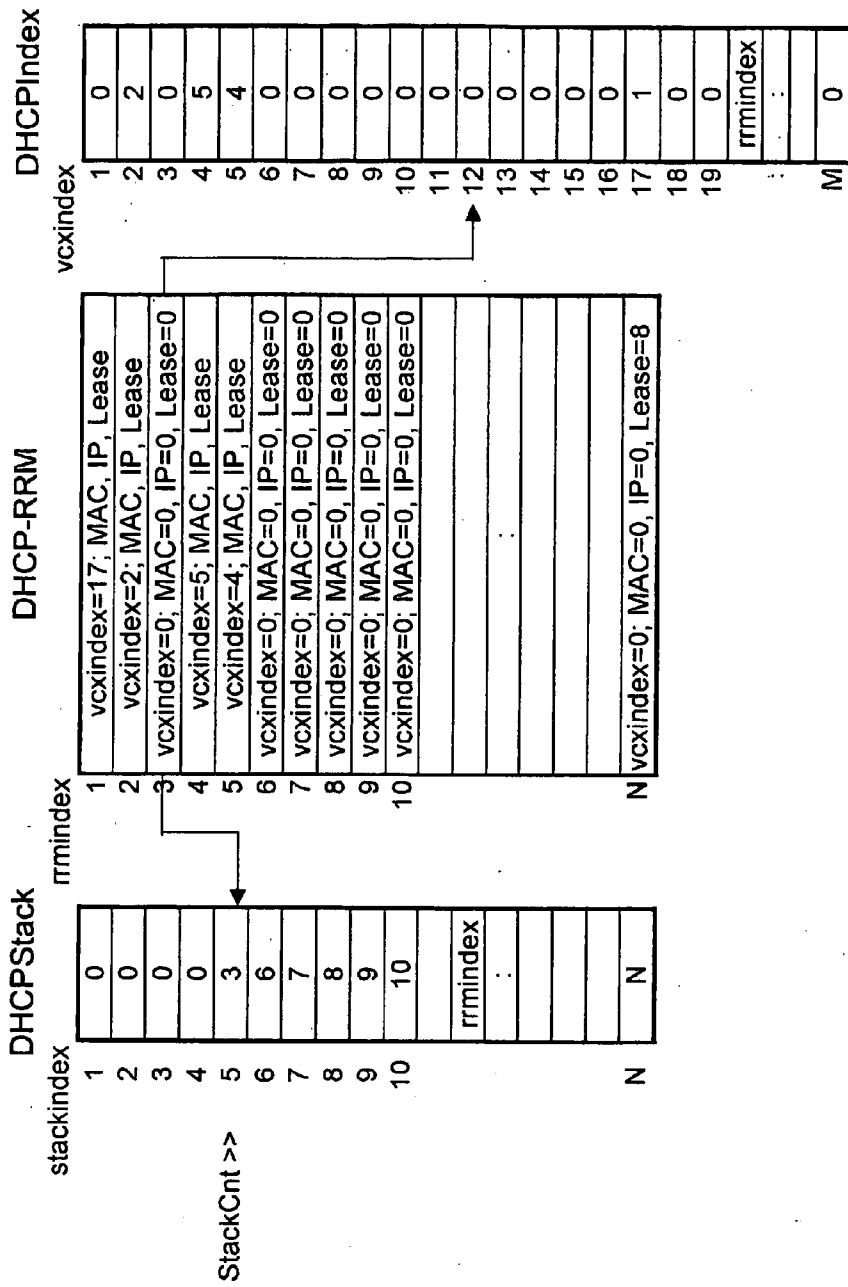 DHCPStack
stackindex
1 0
2 0
3 0
4 0
StackCnt >> 5 3
6 6
7 7
8 8
9 9
10 10
rrmindex
:
N N
DHCP-RRM
rrmindex
1 vcxindex=17; MAC, IP, Lease
2 vcxindex=2; MAC, IP, Lease
3 vcxindex=0; MAC=0, IP=0, Lease=0
4 vcxindex=5; MAC, IP, Lease
5 vcxindex=4; MAC, IP, Lease
6 vcxindex=0; MAC=0, IP=0, Lease=0
7 vcxindex=0; MAC=0, IP=0, Lease=0
8 vcxindex=0; MAC=0, IP=0, Lease=0
9 vcxindex=0; MAC=0, IP=0, Lease=0
10 vcxindex=0; MAC=0, IP=0, Lease=0
:
N vcxindex=0; MAC=0, IP=0, Lease=8
DHCPIndex
vcxindex
1 0
2 2
3 0
4 5
5 4
6 0
7 0
8 0
9 0
10 0
11 0
12 0
13 0
14 0
15 0
16 0
17 1
18 0
19 0
rrmindex
: :
M 0